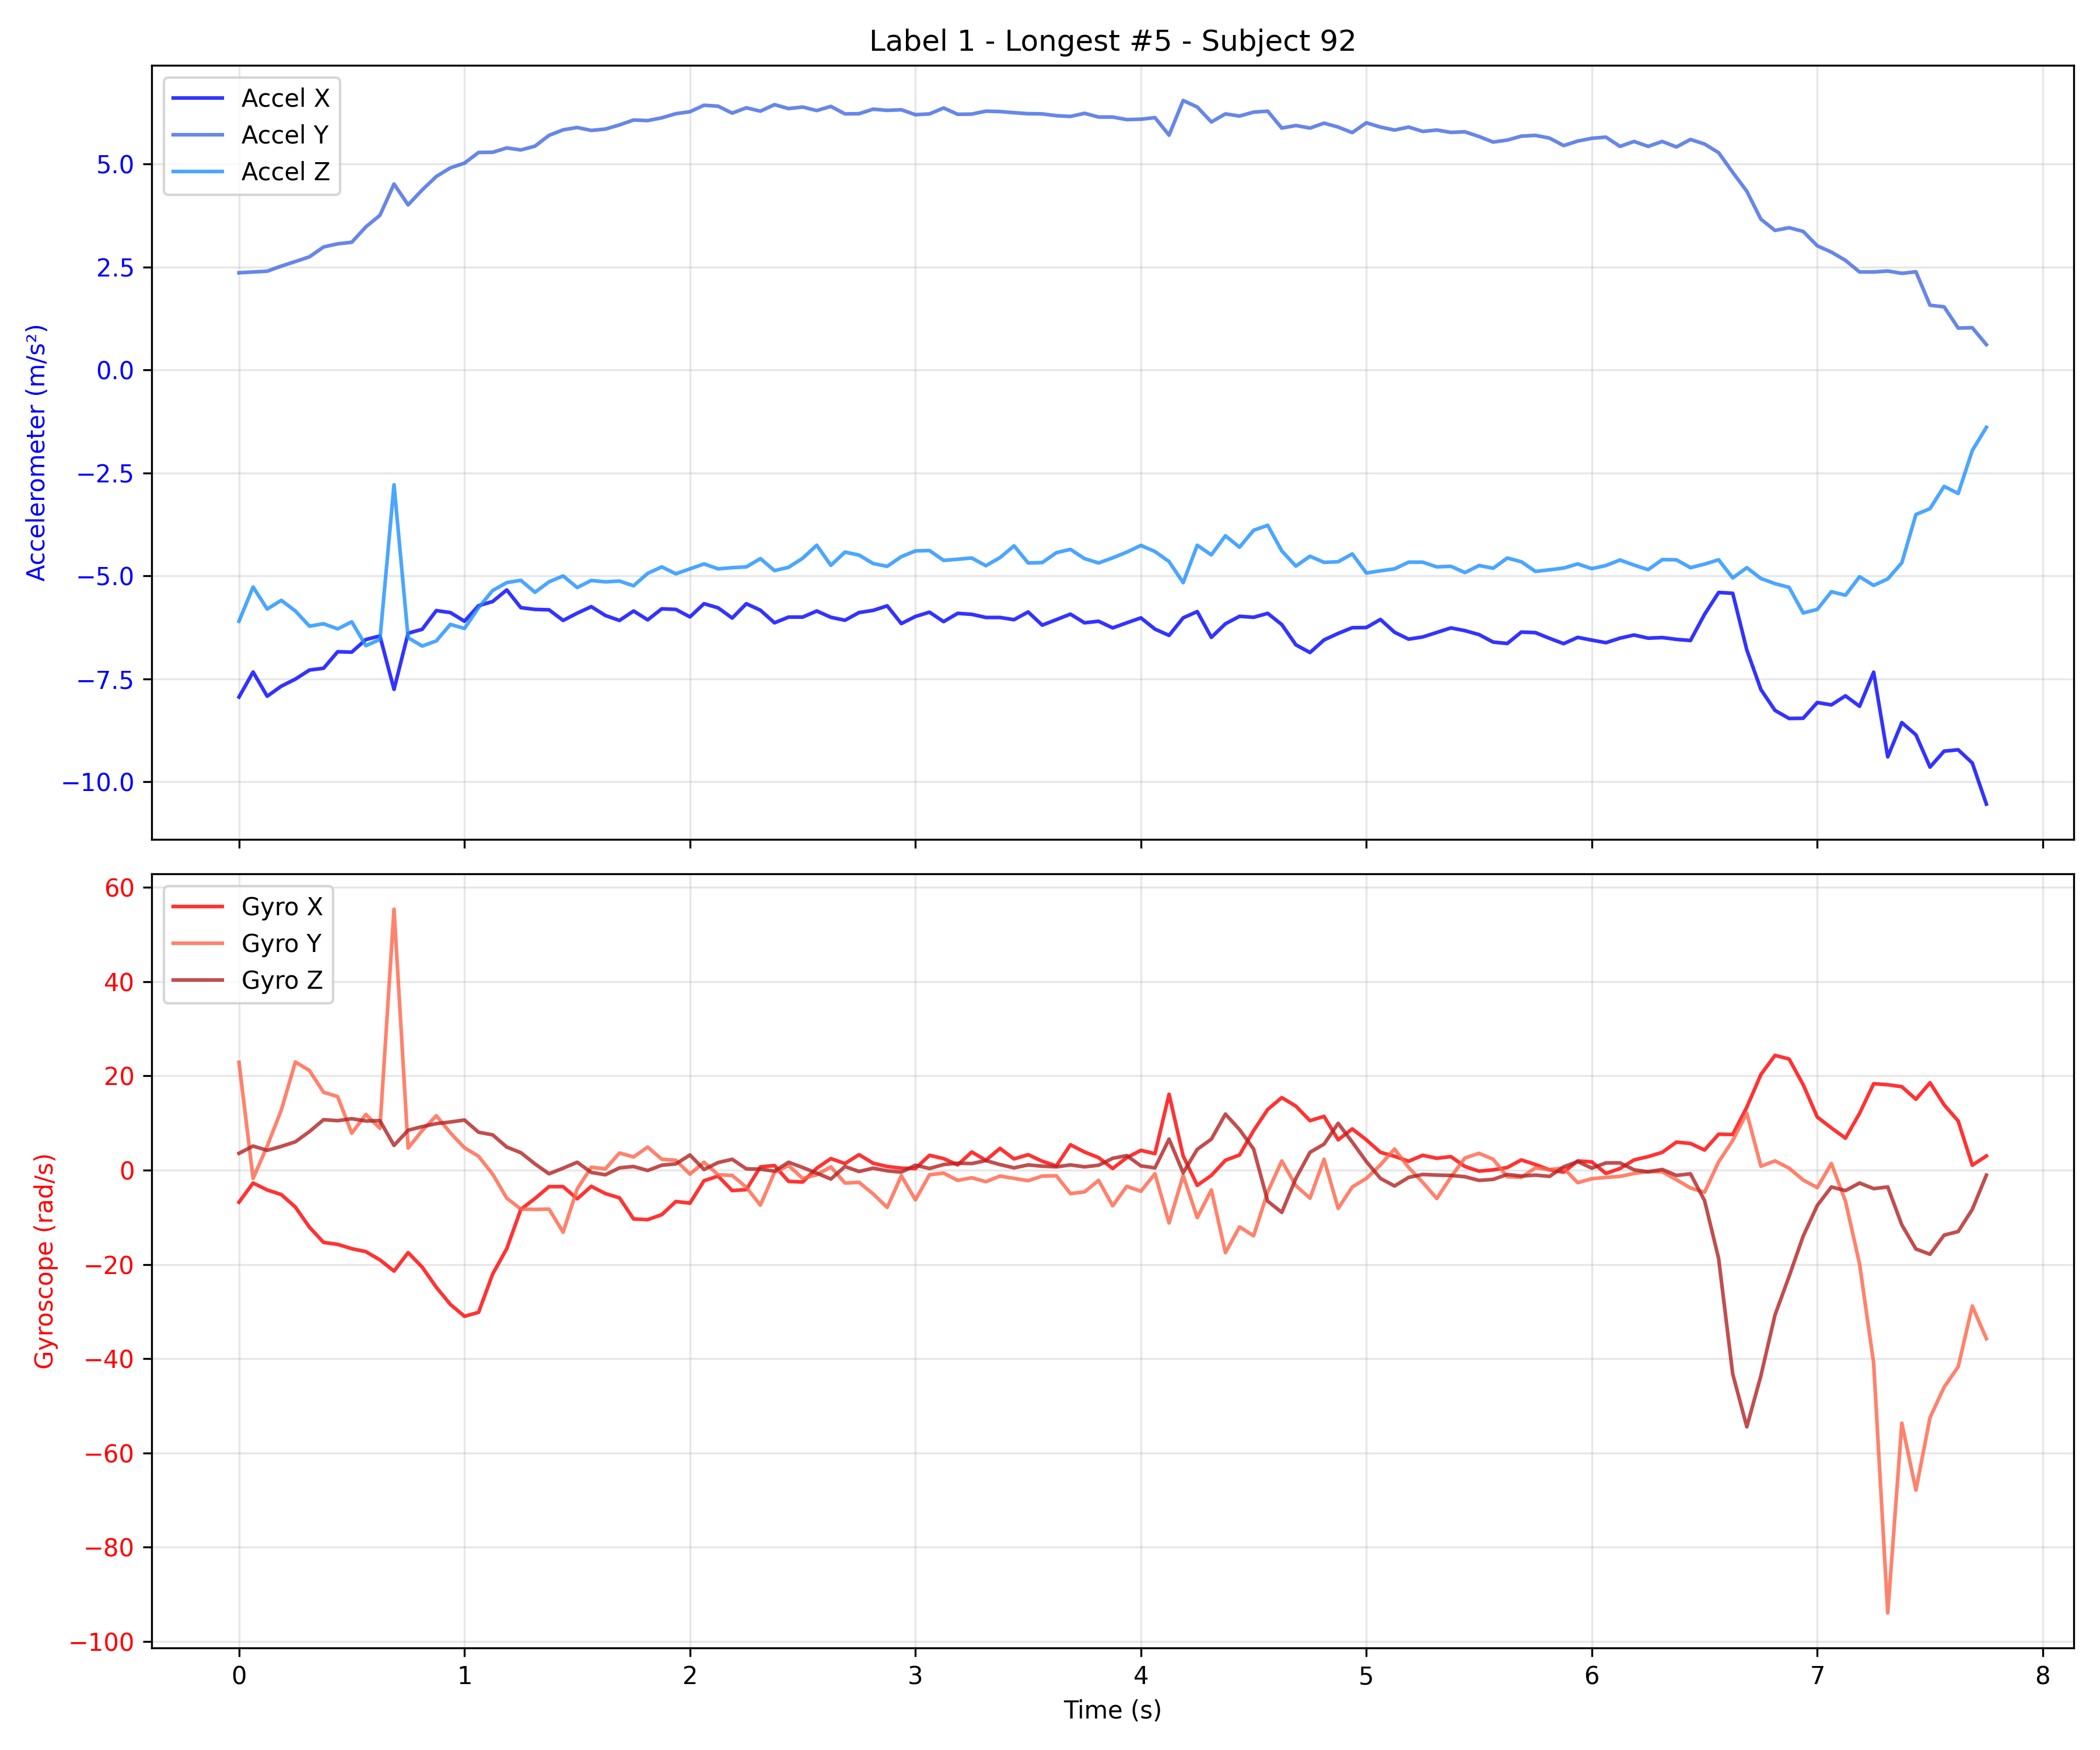 Label 1 - Longest #5 - Subject 92
Accel X
Accel Y
Accel Z
5.0
2.5
0.0
−2.5
−5.0
−7.5
−10.0
Accelerometer (m/s²)
Gyro X
Gyro Y
Gyro Z
60
40
20
0
−20
−40
−60
−80
−100
Gyroscope (rad/s)
0 1 2 3 4 5 6 7 8
Time (s)